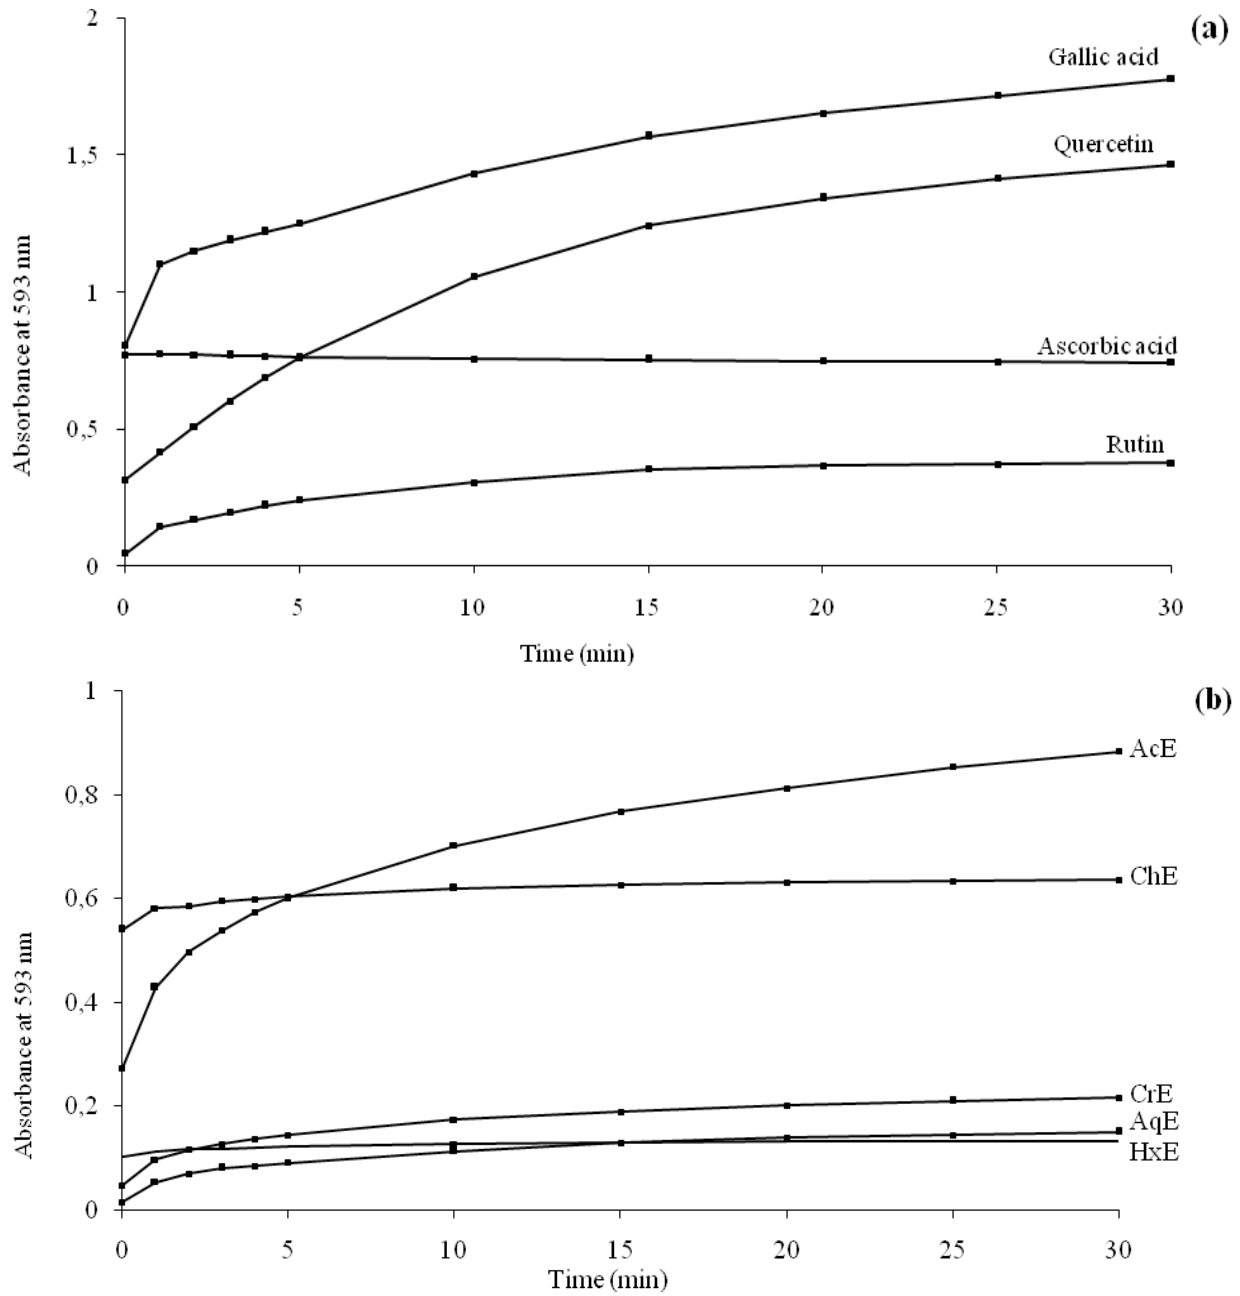 (a)
2
1,5
1
0,5
0
Absorbance at 593 nm
Gallic acid
Quercetin
Ascorbic acid
Rutin
0 5 10 15 20 25 30
Time (min)
(b)
1
0,8
0,6
0,4
0,2
0
Absorbance at 593 nm
AcE
ChE
CrE
AqE
HxE
0 5 10 15 20 25 30
Time (min)